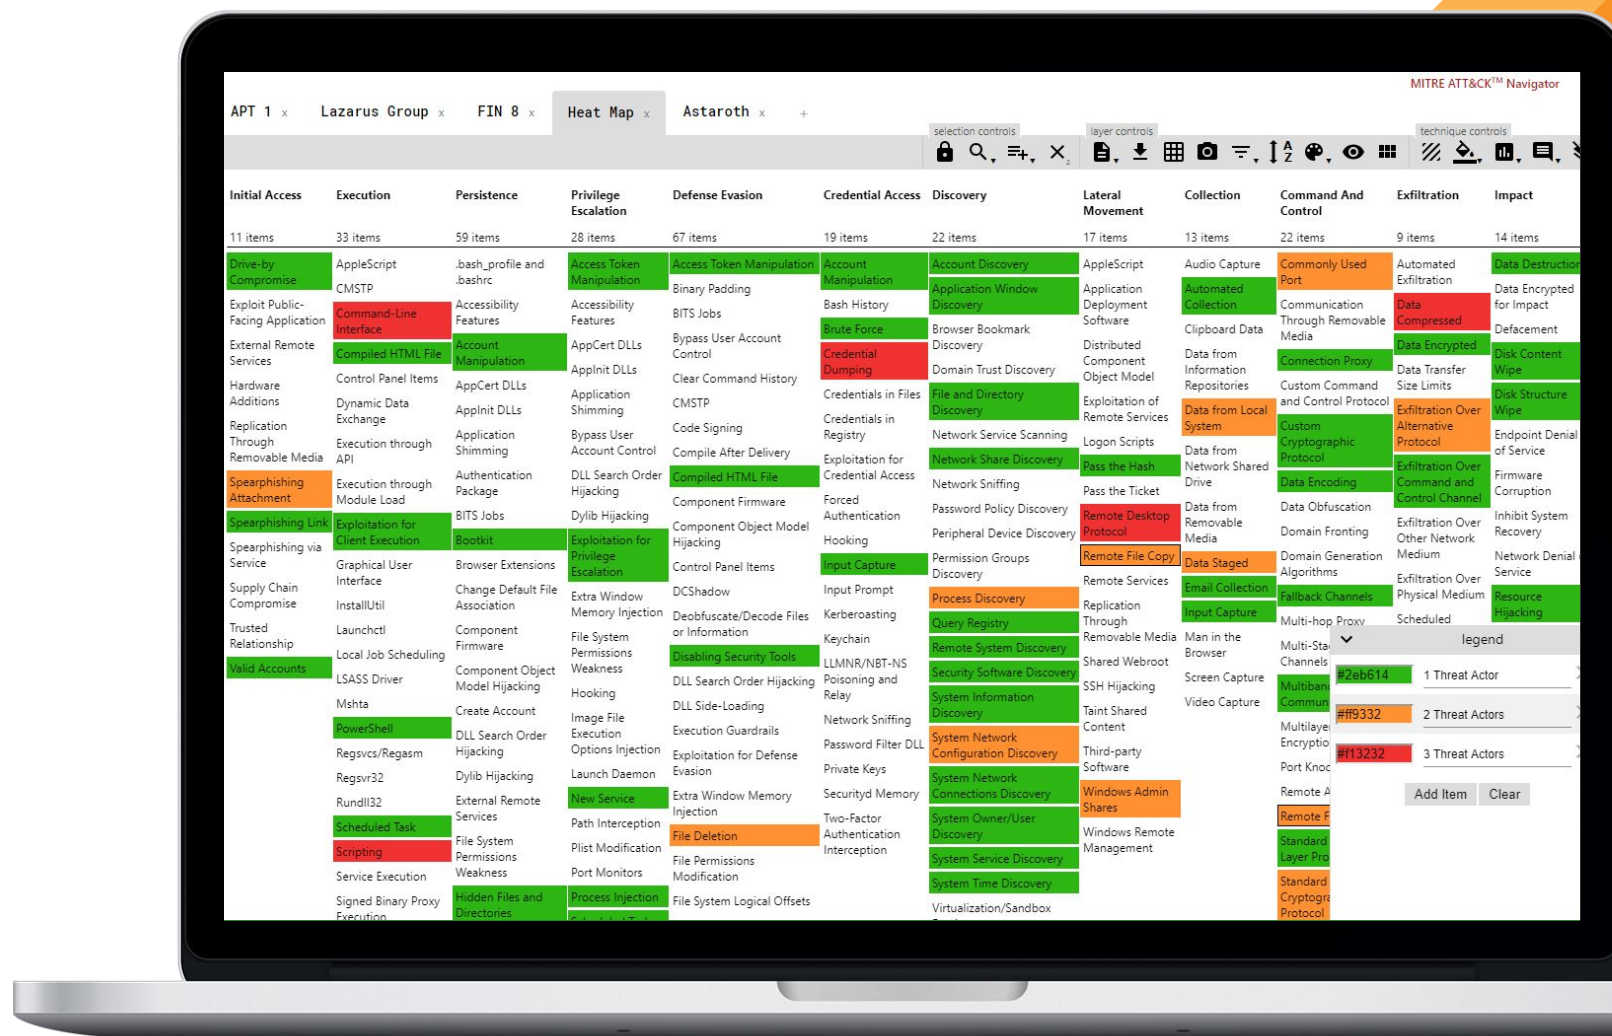 MITRE ATT&CK™ Navigator
APT 1 x
Lazarus Group x
FIN 8 x
Heat Map x
Astaroth x
+
selection controls
layer controls
technique controls
Initial Access
11 items
Drive-by
Compromise
Exploit Public-
Facing Application
External Remote
Services
Hardware
Additions
Replication
Through
Removable Media
Spearphishing
Attachment
Spearphishing Link
Spearphishing via
Service
Supply Chain
Compromise
Trusted
Relationship
Valid Accounts
Execution
33 items
AppleScript
CMSTP
Command-Line
Interface
Compiled HTML File
Control Panel Items
Dynamic Data
Exchange
Execution through
API
Execution through
Module Load
Exploitation for
Client Execution
Graphical User
Interface
InstallUtil
Launchctl
Local Job Scheduling
LSASS Driver
Mshta
PowerShell
Regsvcs/Regasm
Regsvr32
Rundll32
Scheduled Task
Scripting
Service Execution
Signed Binary Proxy
Execution
Persistence
59 items
.bash_profile and
.bashrc
Accessibility
Features
Account
Manipulation
AppCert DLLs
AppInit DLLs
Application
Shimming
Authentication
Package
BITS Jobs
Bootkit
Browser Extensions
Change Default File
Association
Component
Firmware
Component Object
Model Hijacking
Create Account
DLL Search Order
Hijacking
Dylib Hijacking
External Remote
Services
File System
Permissions
Weakness
Hidden Files and
Directories
Privilege
Escalation
28 items
Access Token
Manipulation
Accessibility
Features
AppCert DLLs
AppInit DLLs
Application
Shimming
Bypass User
Account Control
DLL Search Order
Hijacking
Dylib Hijacking
Exploitation for
Privilege
Escalation
Extra Window
Memory Injection
File System
Permissions
Weakness
Hooking
Image File
Execution
Options Injection
Launch Daemon
New Service
Path Interception
Plist Modification
Port Monitors
Process Injection
Defense Evasion
67 items
Access Token Manipulation
Binary Padding
BITS Jobs
Bypass User Account
Control
Clear Command History
CMSTP
Code Signing
Compile After Delivery
Compiled HTML File
Component Firmware
Component Object Model
Hijacking
Control Panel Items
DCShadow
Deobfuscate/Decode Files
or Information
Disabling Security Tools
DLL Search Order Hijacking
DLL Side-Loading
Execution Guardrails
Exploitation for Defense
Evasion
Extra Window Memory
Injection
File Deletion
File Permissions
Modification
File System Logical Offsets
Credential Access
19 items
Account
Manipulation
Bash History
Brute Force
Credential
Dumping
Credentials in Files
Credentials in
Registry
Exploitation for
Credential Access
Forced
Authentication
Hooking
Input Capture
Input Prompt
Kerberoasting
Keychain
LLMNR/NBT-NS
Poisoning and
Relay
Network Sniffing
Password Filter DLL
Private Keys
Securityd Memory
Two-Factor
Authentication
Interception
Discovery
22 items
Account Discovery
Application Window
Discovery
Browser Bookmark
Discovery
Domain Trust Discovery
File and Directory
Discovery
Network Service Scanning
Network Share Discovery
Network Sniffing
Password Policy Discovery
Peripheral Device Discovery
Permission Groups
Discovery
Process Discovery
Query Registry
Remote System Discovery
Security Software Discovery
System Information
Discovery
System Network
Configuration Discovery
System Network
Connections Discovery
System Owner/User
Discovery
System Service Discovery
System Time Discovery
Virtualization/Sandbox
Lateral
Movement
17 items
AppleScript
Application
Deployment
Software
Distributed
Component
Object Model
Exploitation of
Remote Services
Logon Scripts
Pass the Hash
Pass the Ticket
Remote Desktop
Protocol
Remote File Copy
Remote Services
Replication
Through
Removable Media
Shared Webroot
SSH Hijacking
Taint Shared
Content
Third-party
Software
Windows Admin
Shares
Windows Remote
Management
Collection
13 items
Audio Capture
Automated
Collection
Clipboard Data
Data from
Information
Repositories
Data from Local
System
Data from
Network Shared
Drive
Data from
Removable
Media
Data Staged
Email Collection
Input Capture
Man in the
Browser
Screen Capture
Video Capture
Command And
Control
22 items
Commonly Used
Port
Communication
Through Removable
Media
Connection Proxy
Custom Command
and Control Protocol
Custom
Cryptographic
Protocol
Data Encoding
Data Obfuscation
Domain Fronting
Domain Generation
Algorithms
Fallback Channels
Multi-hop Proxy
Multi-Sta
Channels
Multiban
Commun
Multilaye
Encryptio
Port Knoc
Remote A
Remote F
Standard
Layer Pro
Standard
Cryptogra
Protocol
Exfiltration
9 items
Automated
Exfiltration
Data
Compressed
Data Encrypted
Data Transfer
Size Limits
Exfiltration Over
Alternative
Protocol
Exfiltration Over
Command and
Control Channel
Exfiltration Over
Other Network
Medium
Exfiltration Over
Physical Medium
Scheduled
Impact
14 items
Data Destruction
Data Encrypted
for Impact
Defacement
Disk Content
Wipe
Disk Structure
Wipe
Endpoint Denial
of Service
Firmware
Corruption
Inhibit System
Recovery
Network Denial
Service
Resource
Hijacking
legend
#2eb614 1 Threat Actor
#ff9332 2 Threat Actors
#f13232 3 Threat Actors
Add Item
Clear